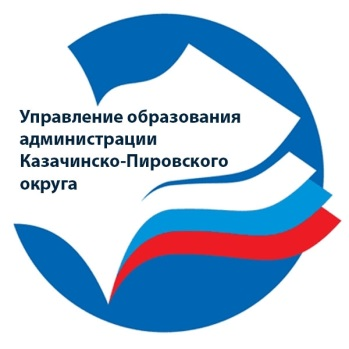 Управление образования
администрации
Казачинско-Пировского
округа